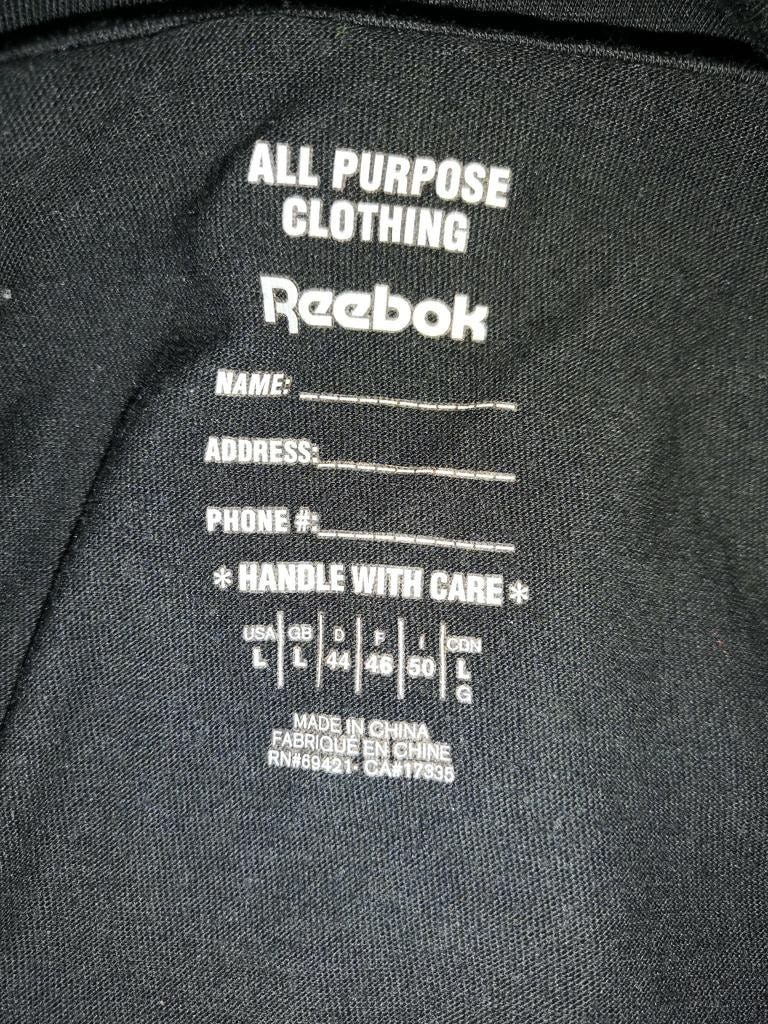 ALL PURPOSE
CLOTHING
Reebok
NAME:
ADDRESS:
PHONE #:
*HANDLE WITH CARE*
USA GB D F I CDN
L L 44 46 50 L
G
MADE IN CHINA
FABRIQUÉ EN CHINE
RN#69421· CA#17335